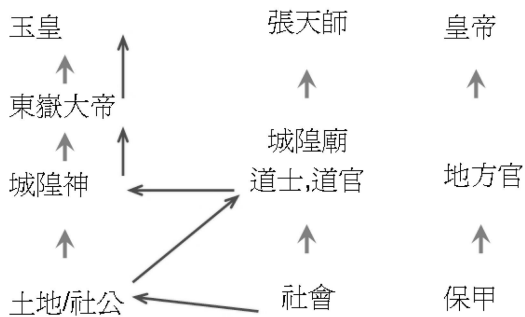 玉皇
張天師
皇帝
東嶽大帝
城隍廟
城隍神
道士,道官
地方官
土地/社公
社會
保甲